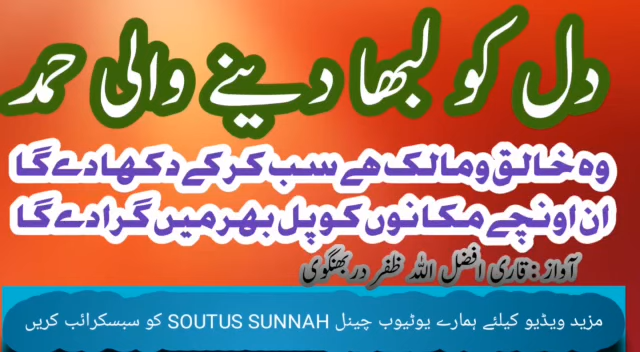 دل کو لبھا دینے والی حمد
وہ خالق و مالک ھے سب کر کے دکھا دے گا
ان اونچے مکانوں کو پل بھر میں گرا دے گا
آواز : قاری افضل اللہ ظفر دربھنگوی
مزید ویڈیو کیلئے ہمارے یوٹیوب چینل SOUTUS SUNNAH کو سبسکرائب کریں